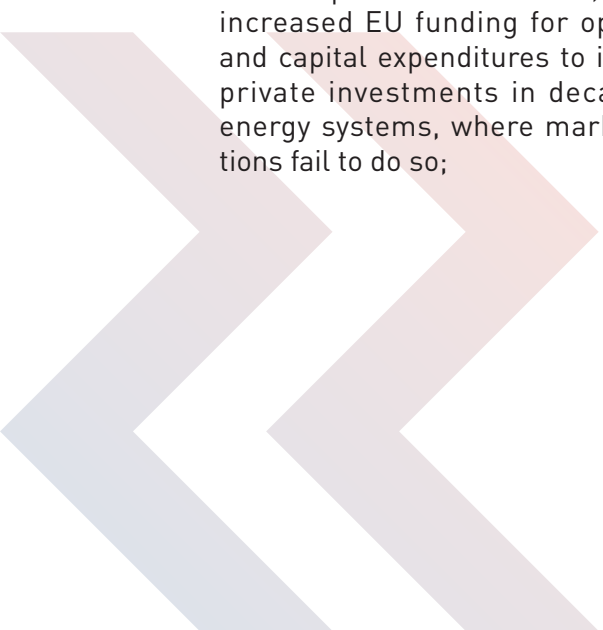 increased EU funding for op
and capital expenditures to i
private investments in deca
energy systems, where mark
tions fail to do so;